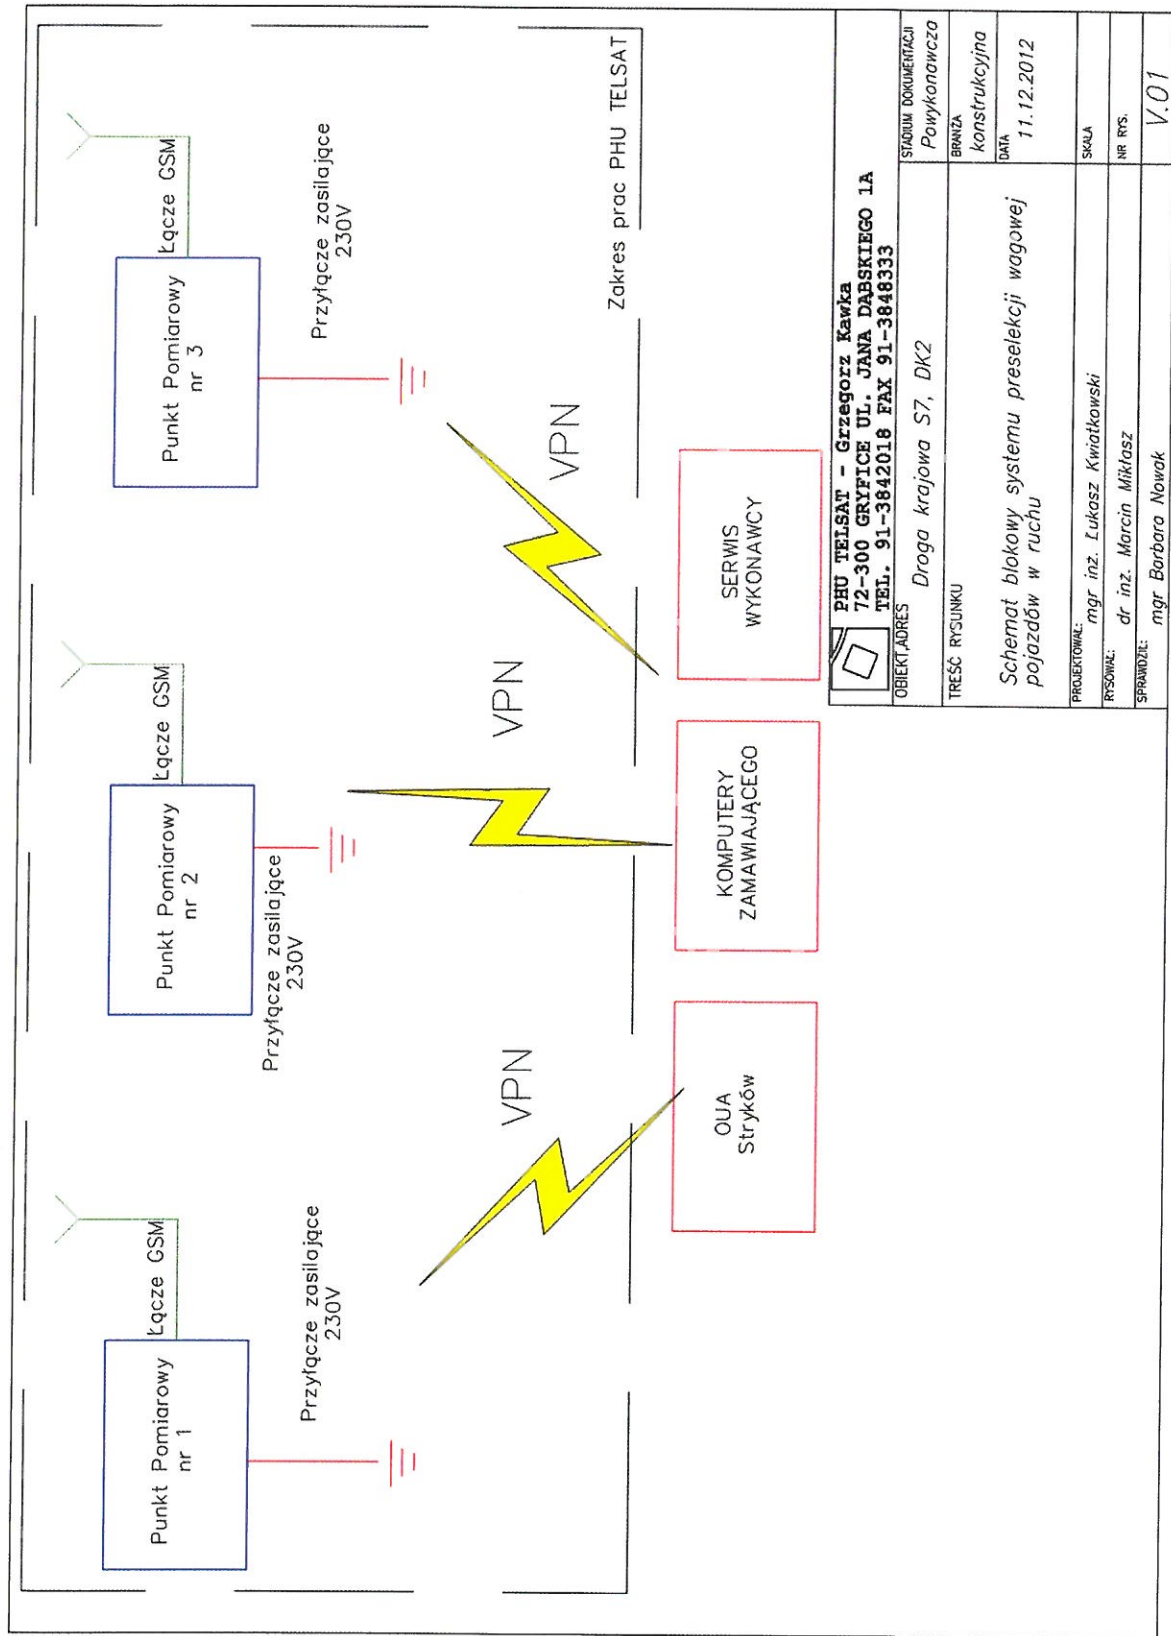 Punkt Pomiarowy
nr 1
Łącze GSM
Przyłącze zasilające
230V
Punkt Pomiarowy
nr 2
Łącze GSM
Przyłącze zasilające
230V
Punkt Pomiarowy
nr 3
Łącze GSM
Przyłącze zasilające
230V
VPN
VPN
VPN
Zakres prac PHU TELSAT
OUA
Stryków
KOMPUTERY
ZAMAWIAJĄCEGO
SERWIS
WYKONAWCY
PHU TELSAT - Grzegorz Kawka
72-300 GRYFICE UL. JANA DĄBSKIEGO 1A
TEL. 91-3842018 FAX 91-3848333
OBIEKT,ADRES
Droga krajowa S7, DK2
STADIUM DOKUMENTACJI
Powykonawcza
BRANŻA
konstrukcyjna
TREŚĆ RYSUNKU
Schemat blokowy systemu preselekcji wagowej
pojazdów w ruchu
DATA
11.12.2012
PROJEKTOWAŁ:
mgr inż. Łukasz Kwiatkowski
SKALA
RYSOWAŁ:
dr inż. Marcin Mikłasz
NR RYS.
SPRAWDZIŁ:
mgr Barbara Nowak
V.01